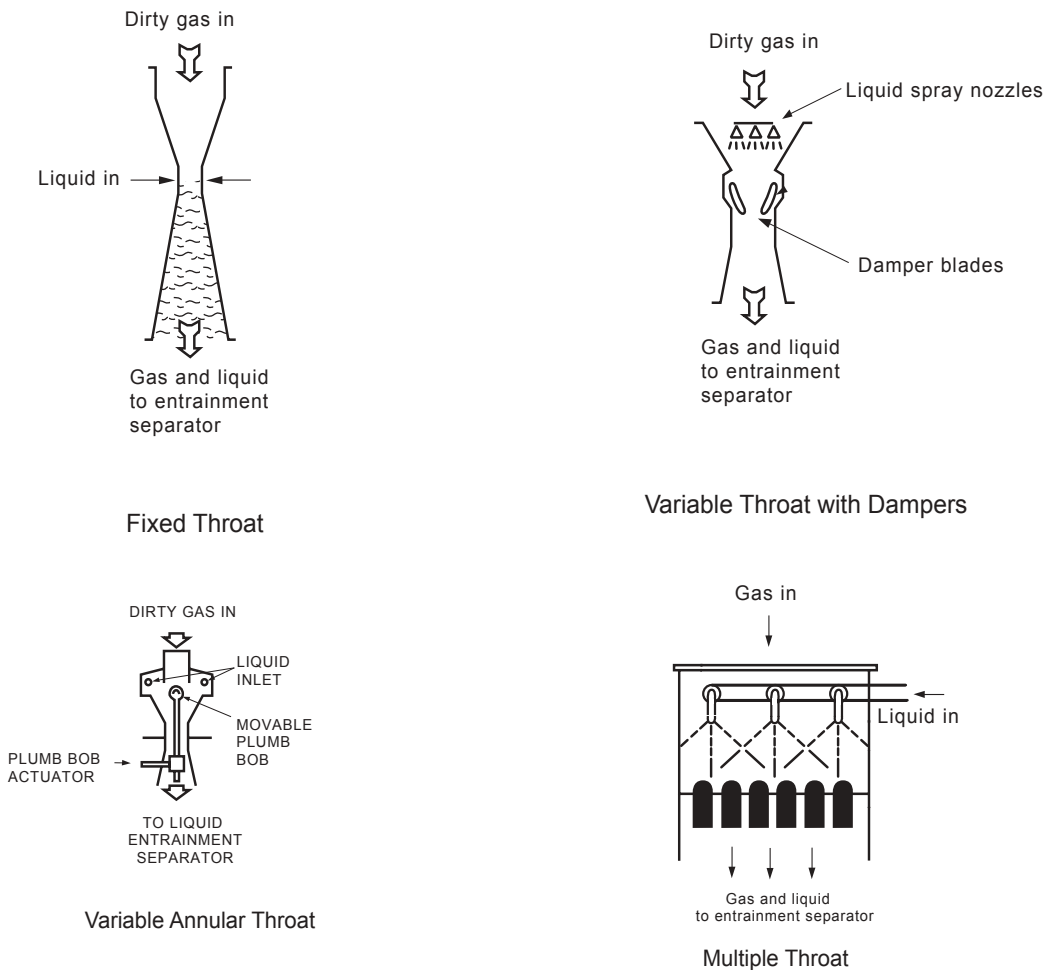 Dirty gas in
Liquid in
Gas and liquid
to entrainment
separator
Fixed Throat
Dirty gas in
Liquid spray nozzles
Damper blades
Gas and liquid
to entrainment
separator
Variable Throat with Dampers
DIRTY GAS IN
LIQUID
INLET
MOVABLE
PLUMB
BOB
PLUMB BOB
ACTUATOR
TO LIQUID
ENTRAINMENT
SEPARATOR
Variable Annular Throat
Gas in
Liquid in
Gas and liquid
to entrainment separator
Multiple Throat